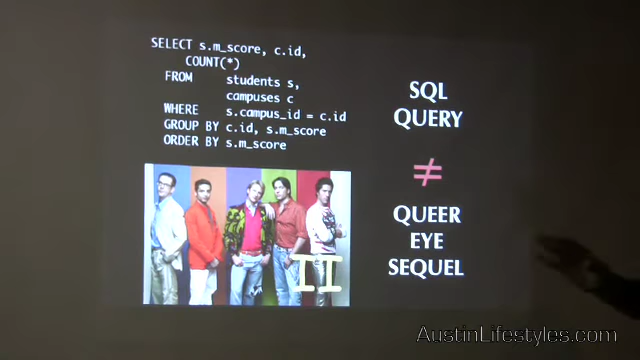 SELECT s.m_score, c.id,
COUNT(*)
FROM students s,
campuses c
WHERE s.campus_id = c.id
GROUP BY c.id, s.m_score
ORDER BY s.m_score
SQL
QUERY
≠
QUEER
EYE
SEQUEL
II
AustinLifestyles.com